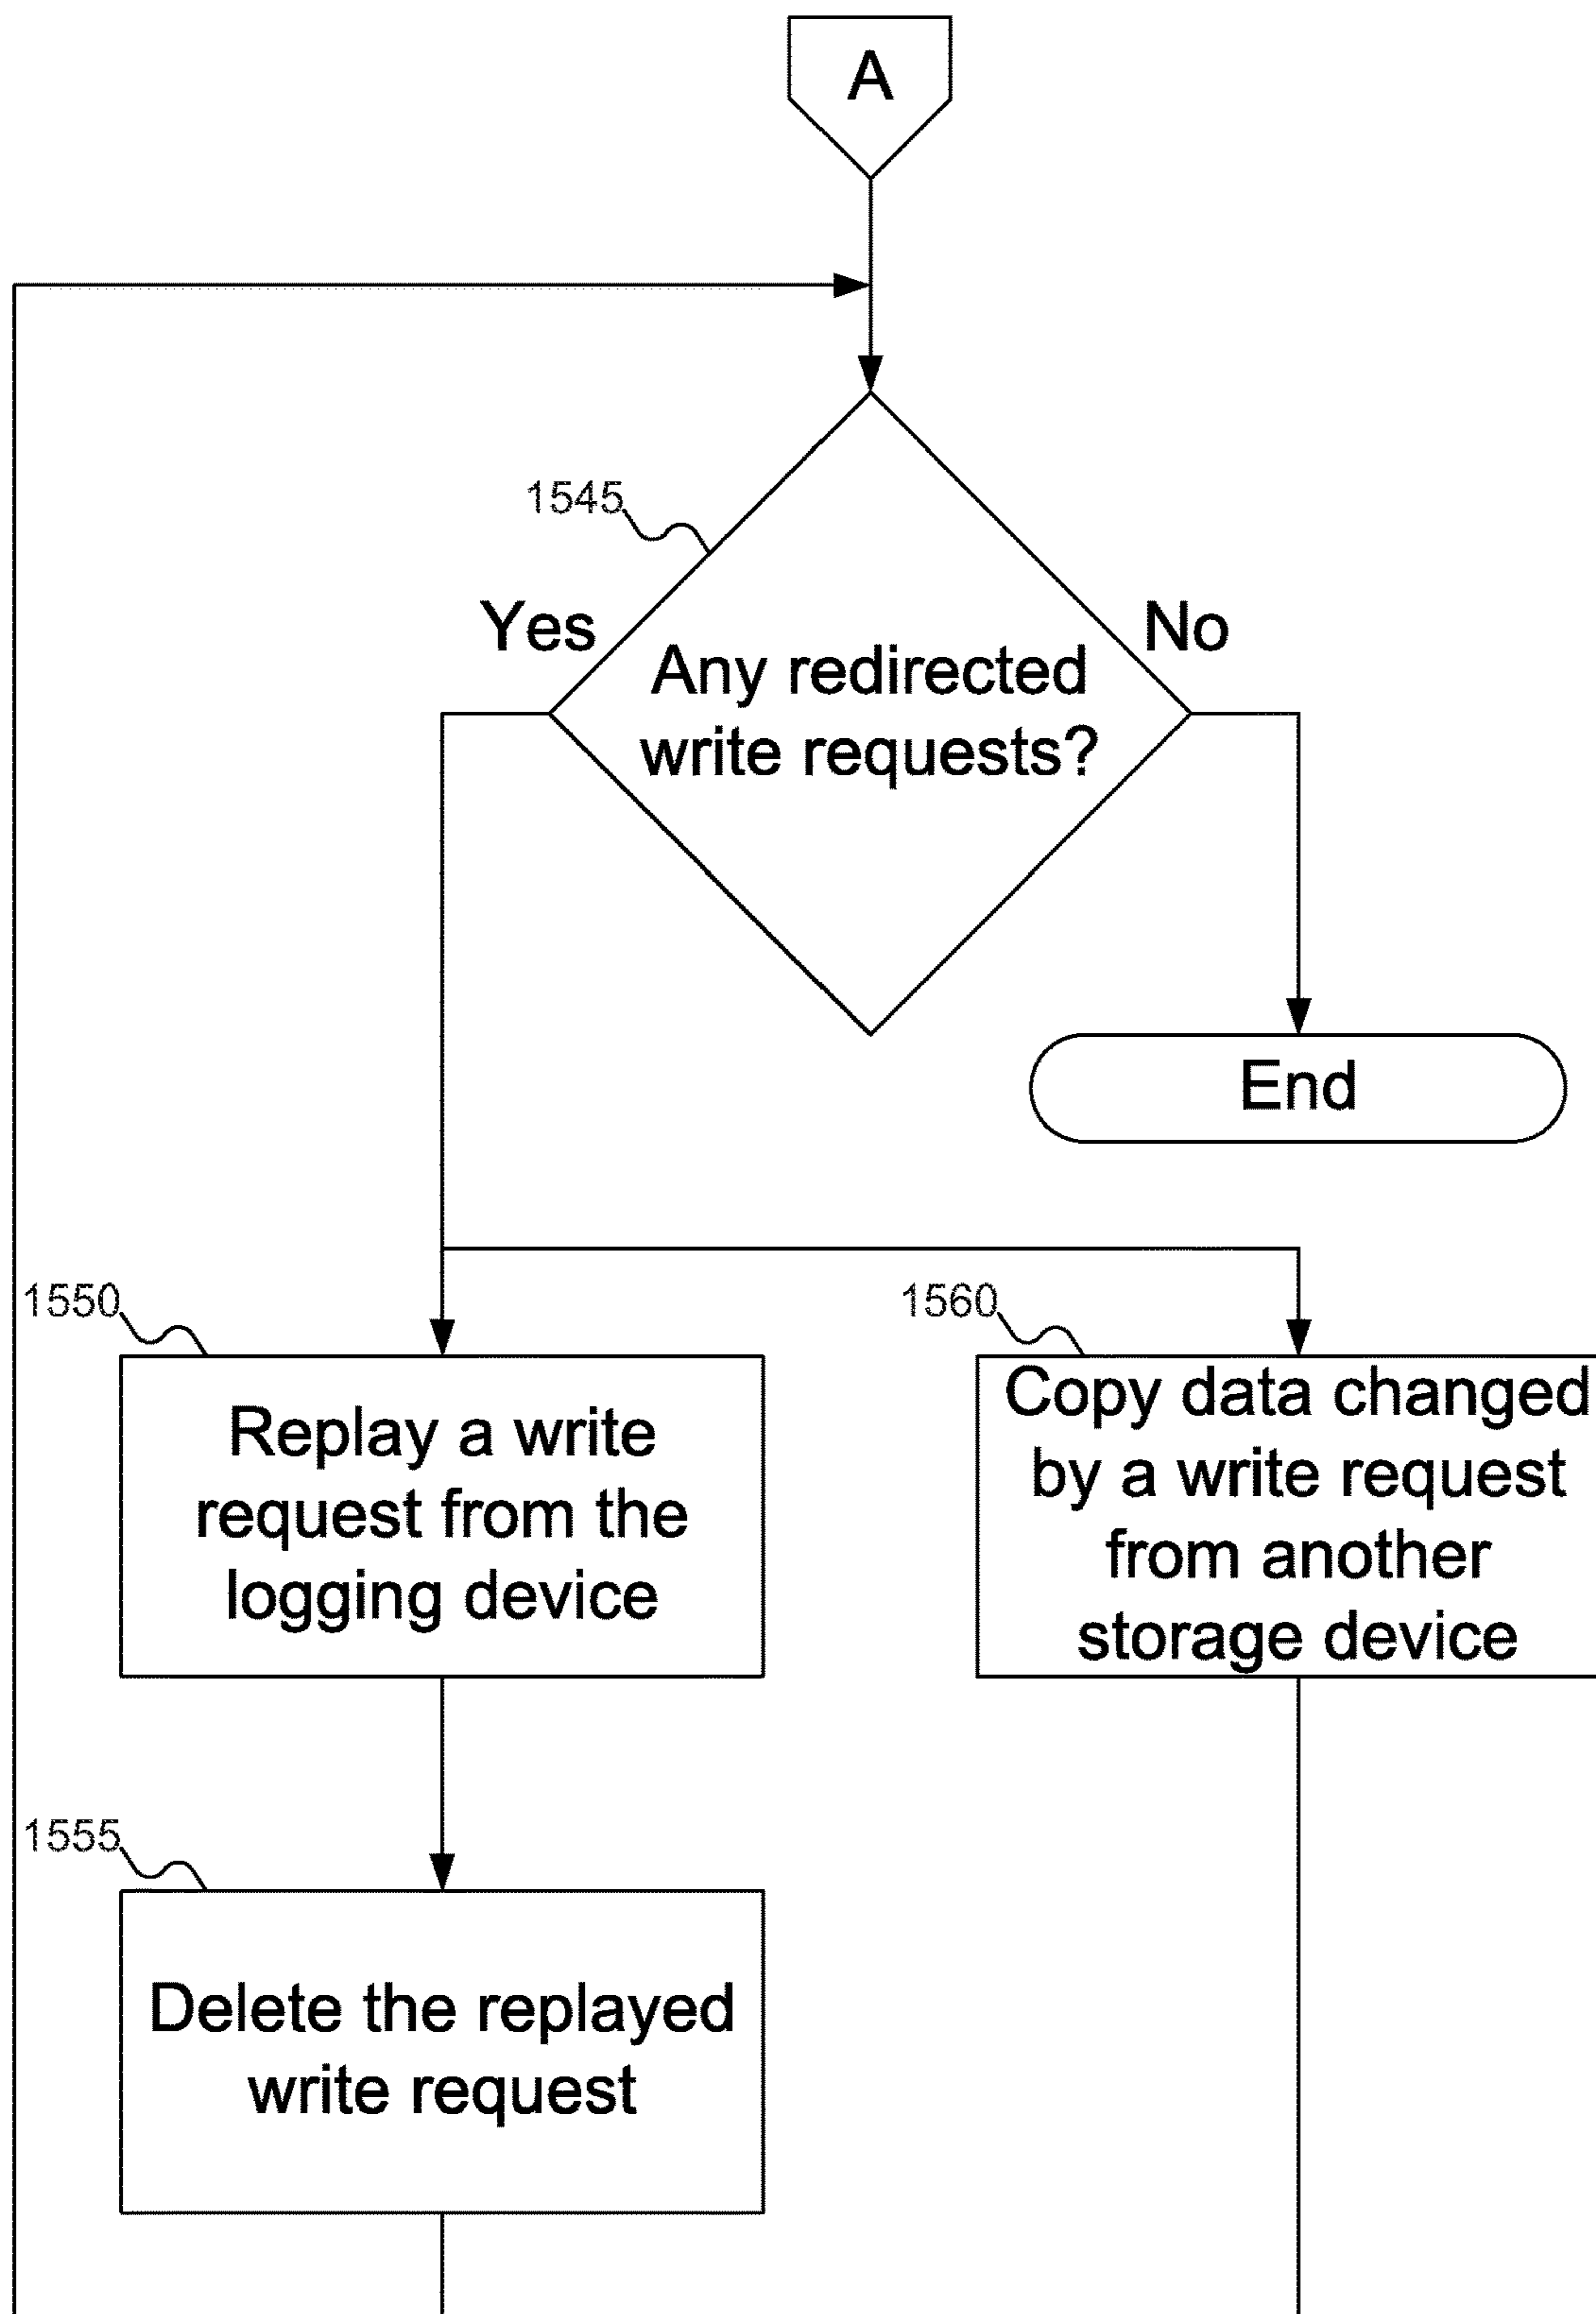 A
1545
Yes
No
Any redirected
write requests?
End
1550
1560
Replay a write
request from the
logging device
Copy data changed
by a write request
from another
storage device
1555
Delete the replayed
write request